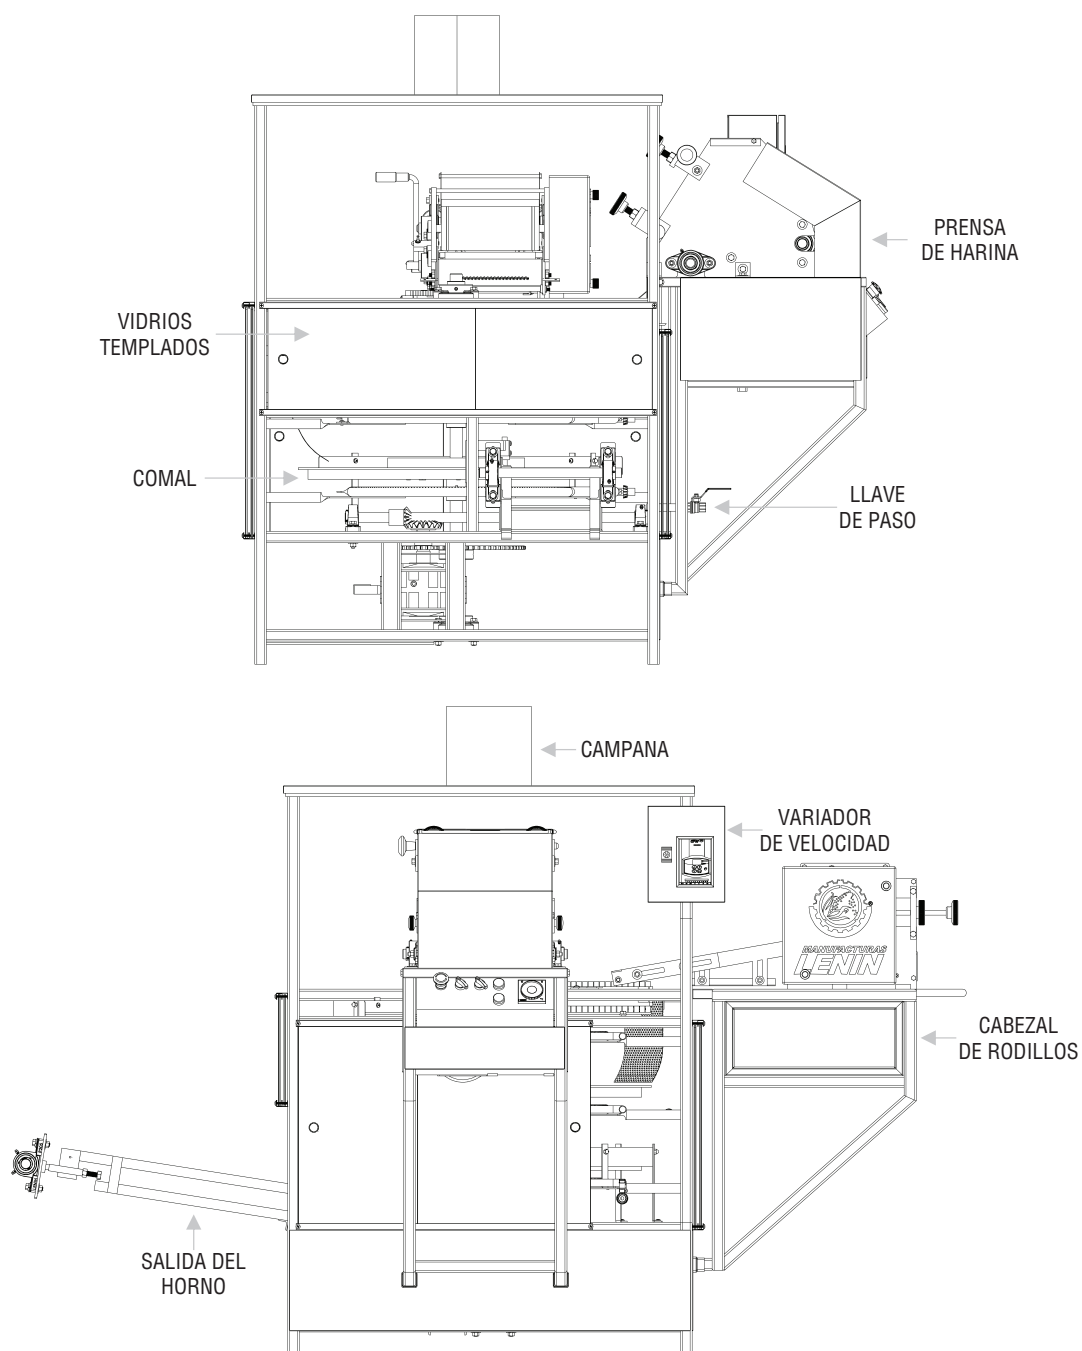 PRENSA
DE HARINA
VIDRIOS
TEMPLADOS
COMAL
LLAVE
DE PASO
CAMPANA
VARIADOR
DE VELOCIDAD
MANUFACTURAS
LENIN
CABEZAL
DE RODILLOS
SALIDA DEL
HORNO